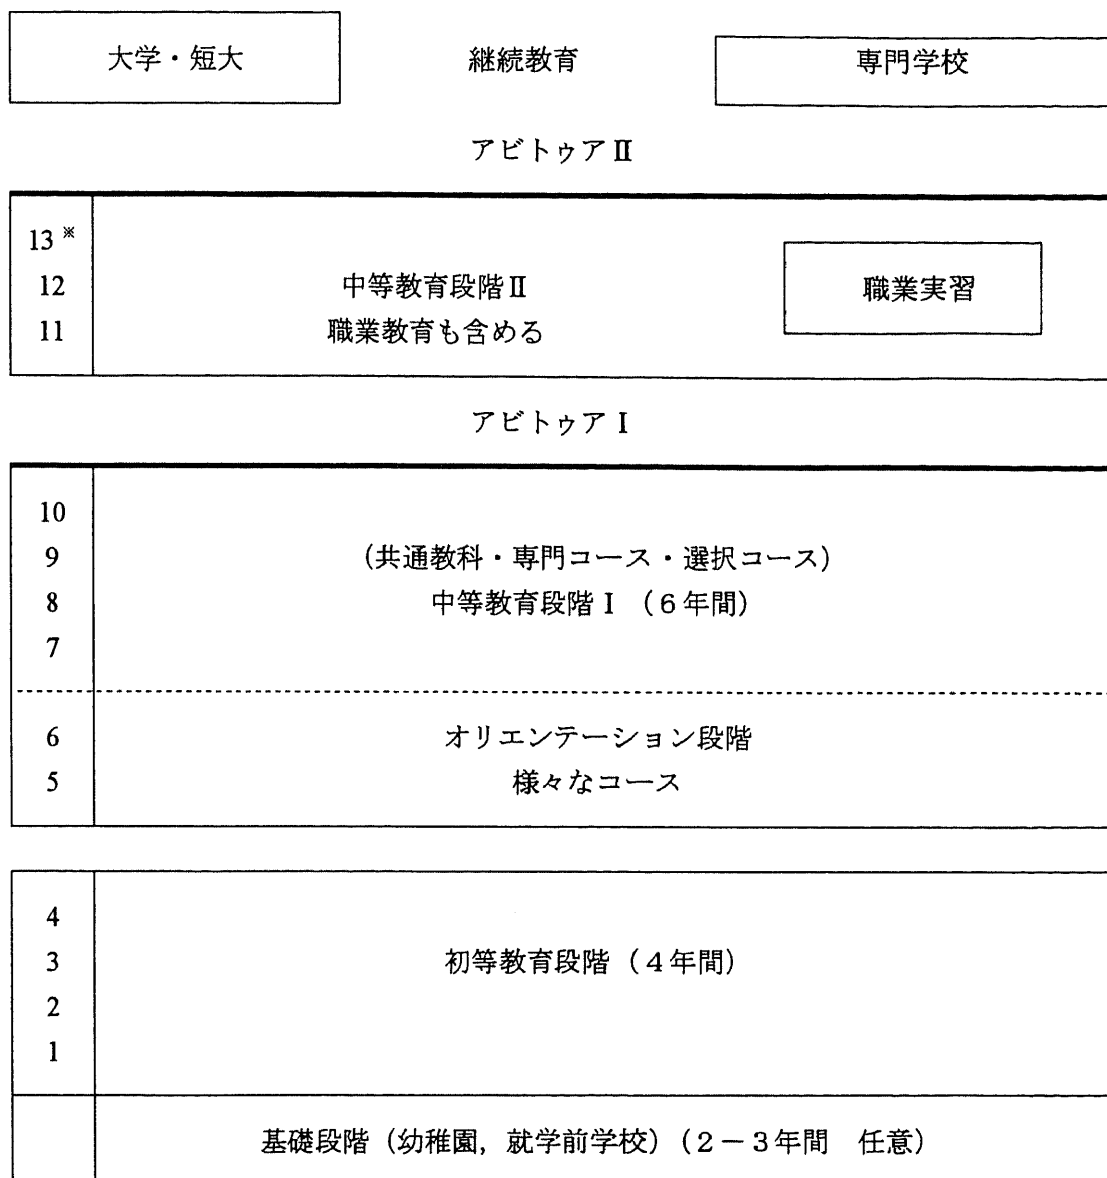 大学・短大 継続教育 専門学校
アビトゥアⅡ
13※
12 中等教育段階Ⅱ 職業実習
11 職業教育も含める
アビトゥアⅠ
10
9 (共通教科・専門コース・選択コース)
8 中等教育段階Ⅰ (6年間)
7
6 オリエンテーション段階
5 様々なコース
4
3 初等教育段階 (4年間)
2
1
基礎段階 (幼稚園, 就学前学校) (2-3年間 任意)